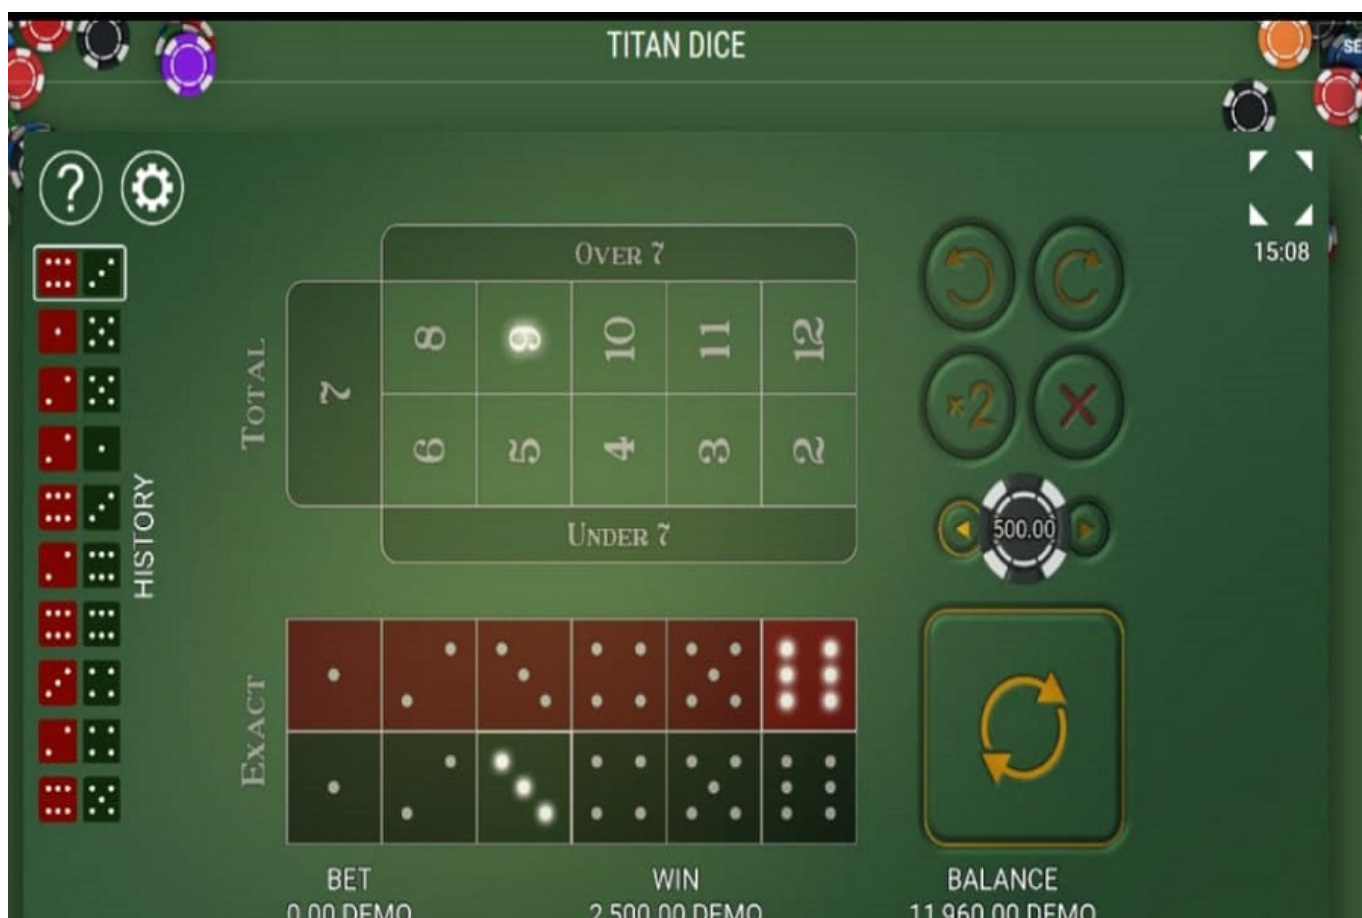 TITAN DICE
SE
?
15:08
HISTORY
TOTAL
OVER 7
7
8
9
10
11
12
6
5
4
3
2
UNDER 7
×2
500.00
EXACT
BET
WIN
BALANCE
0.00 DEMO
2,500.00 DEMO
11,960.00 DEMO